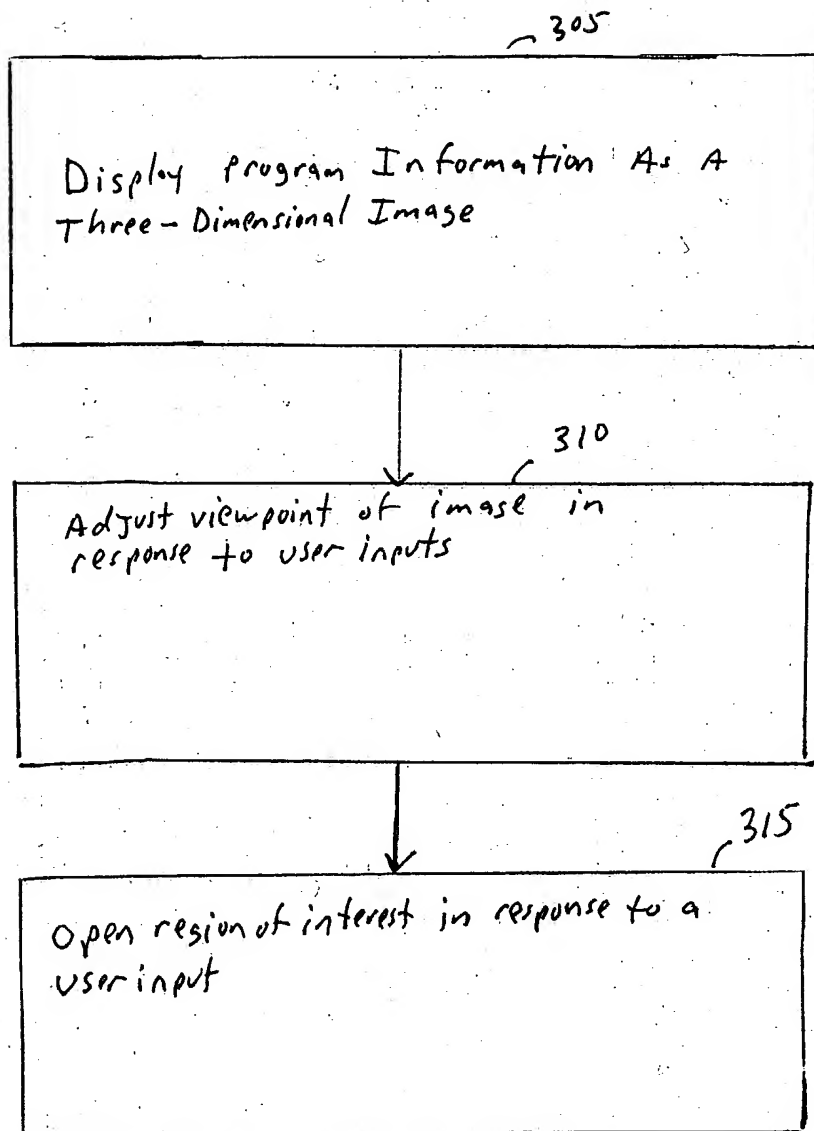 305
Display Program Information As A
Three-Dimensional Image
310
Adjust viewpoint of image in
response to user inputs
315
Open region of interest in response to a
user input